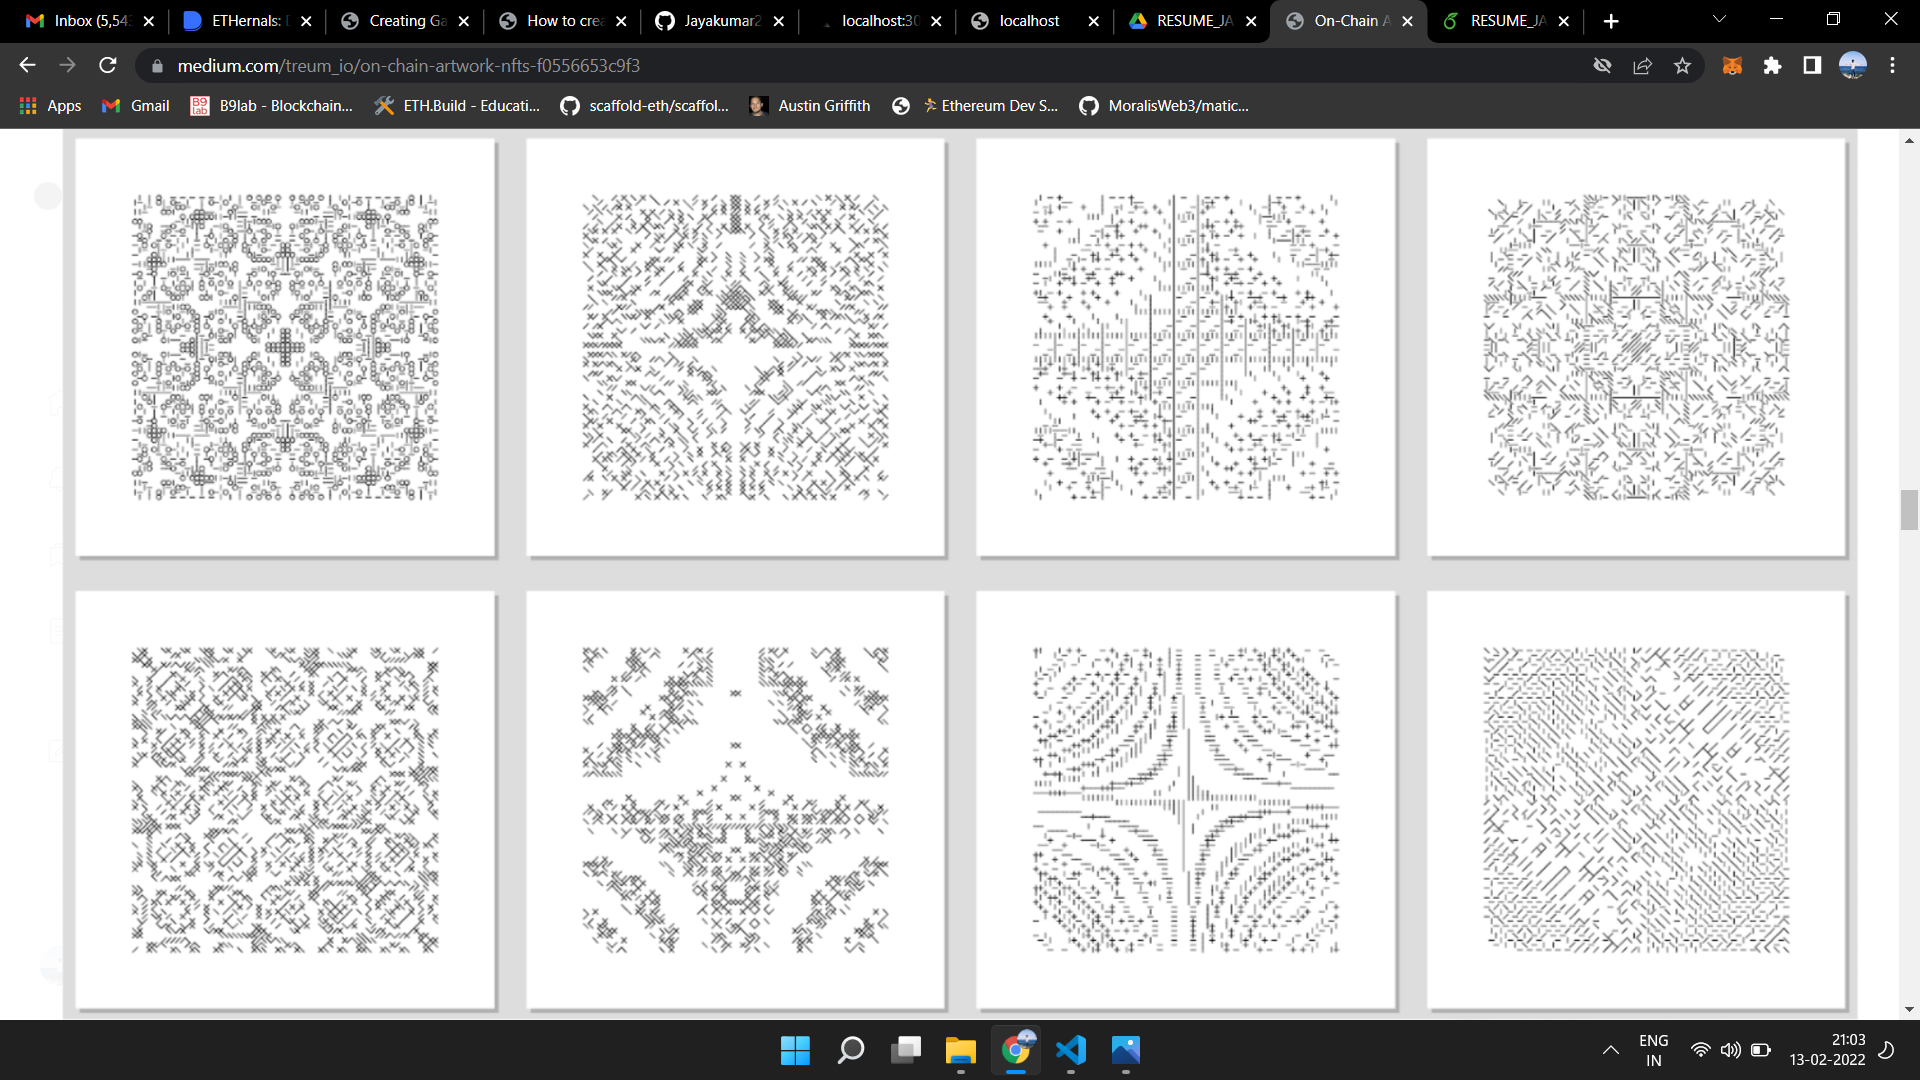 Inbox (5,54
ETHernals: D
Creating Ga
How to crea
Jayakumar2
localhost:30
localhost
RESUME_JA
On-Chain A
RESUME_JA
medium.com/treum_io/on-chain-artwork-nfts-f0556653c9f3
Apps
Gmail
B9lab - Blockchain...
ETH.Build - Educati...
scaffold-eth/scaffol...
Austin Griffith
Ethereum Dev S...
MoralisWeb3/matic...
ENG
IN
21:03
13-02-2022